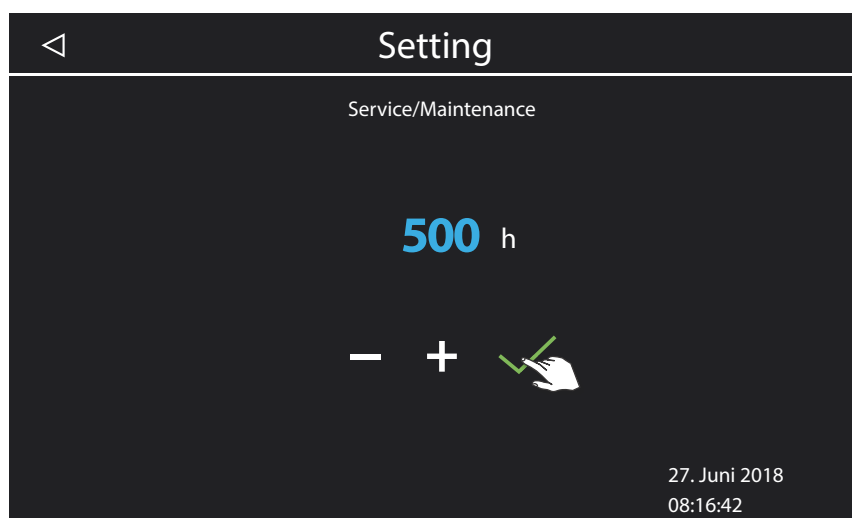 Setting
Service/Maintenance
500 h
27. Juni 2018
08:16:42